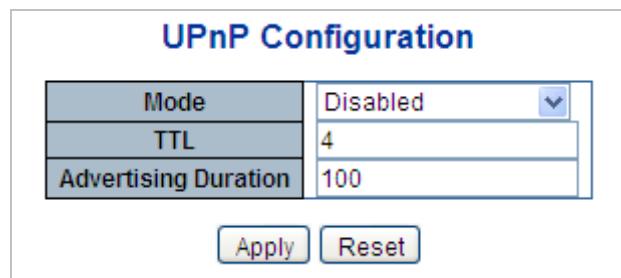 UPnP Configuration
Mode Disabled
TTL 4
Advertising Duration 100
Apply Reset